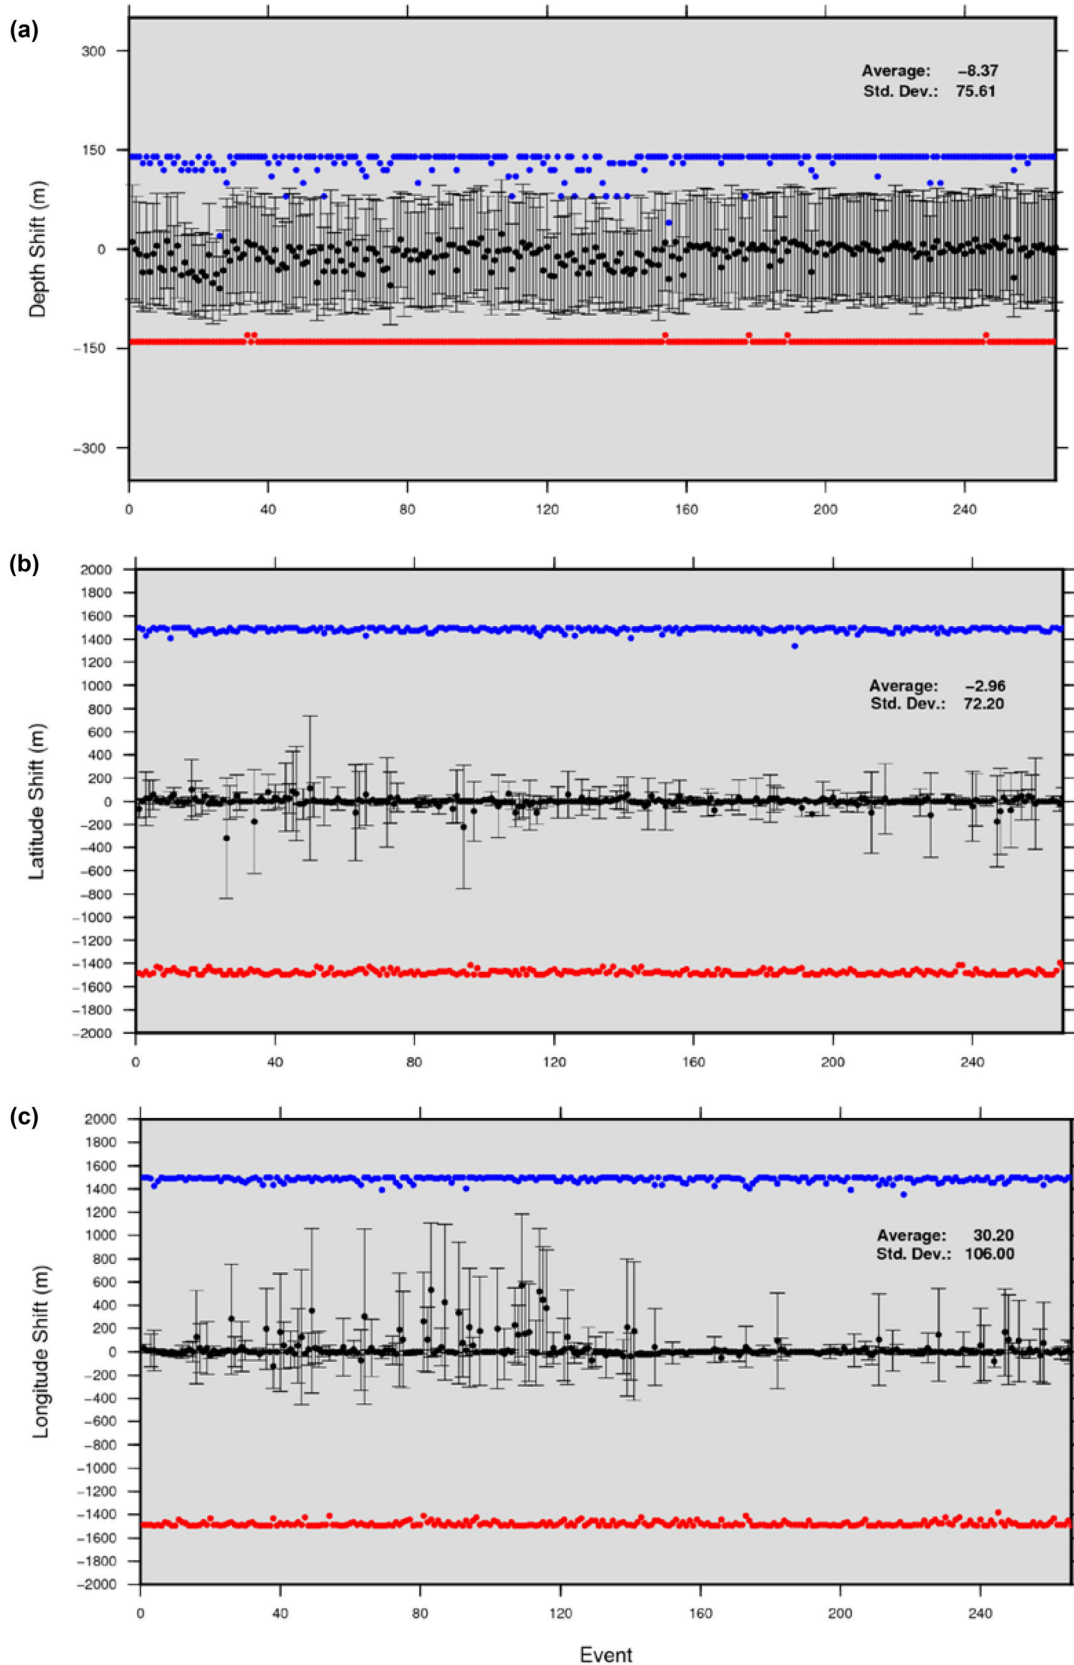 (a)
300
150
0
−150
−300
Depth Shift (m)
Average: −8.37
Std. Dev.: 75.61
0 40 80 120 160 200 240
(b)
2000
1800
1600
1400
1200
1000
800
600
400
200
0
−200
−400
−600
−800
−1000
−1200
−1400
−1600
−1800
−2000
Latitude Shift (m)
Average: −2.96
Std. Dev.: 72.20
0 40 80 120 160 200 240
(c)
2000
1800
1600
1400
1200
1000
800
600
400
200
0
−200
−400
−600
−800
−1000
−1200
−1400
−1600
−1800
−2000
Longitude Shift (m)
Average: 30.20
Std. Dev.: 106.00
0 40 80 120 160 200 240
Event